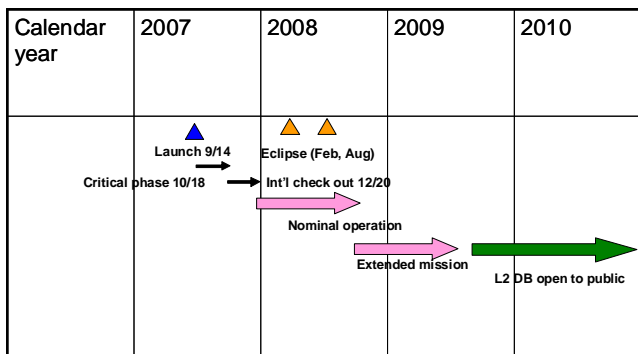 Calendar year
2007
2008
2009
2010
Launch 9/14
Eclipse (Feb, Aug)
Critical phase 10/18
Int'l check out 12/20
Nominal operation
Extended mission
L2 DB open to public